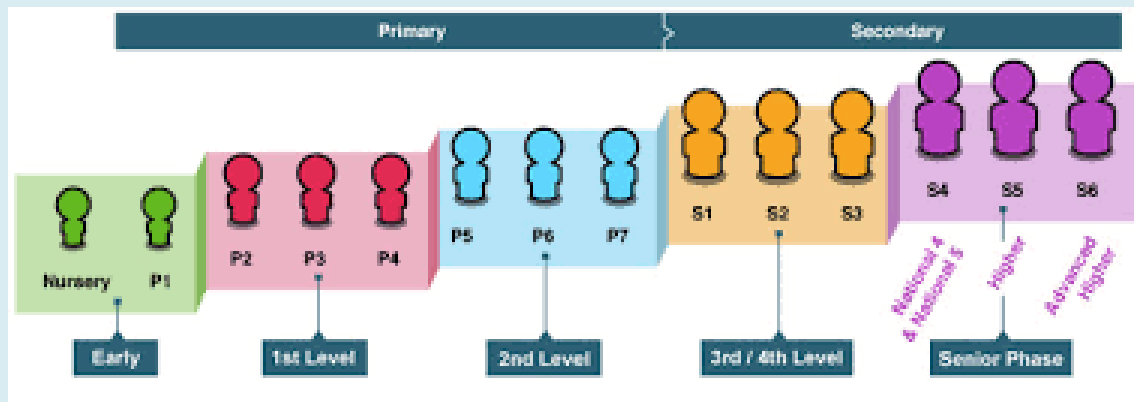 Primary
Secondary
Nursery
P1
P2
P3
P4
P5
P6
P7
S1
S2
S3
S4
S5
S6
National 4
& National 5
Higher
Advanced
Higher
Early
1st Level
2nd Level
3rd / 4th Level
Senior Phase